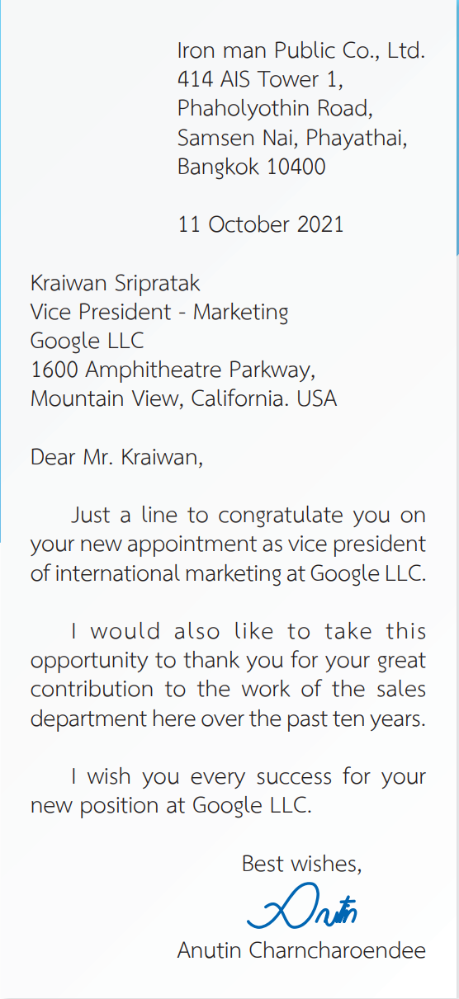 Iron man Public Co., Ltd.
414 AIS Tower 1,
Phaholyothin Road,
Samsen Nai, Phayathai,
Bangkok 10400
11 October 2021
Kraiwan Sripratak
Vice President - Marketing
Google LLC
1600 Amphitheatre Parkway,
Mountain View, California. USA
Dear Mr. Kraiwan,
Just a line to congratulate you on
your new appointment as vice president
of international marketing at Google LLC.
I would also like to take this
opportunity to thank you for your great
contribution to the work of the sales
department here over the past ten years.
I wish you every success for your
new position at Google LLC.
Best wishes,
Anutin
Anutin Charncharoendee